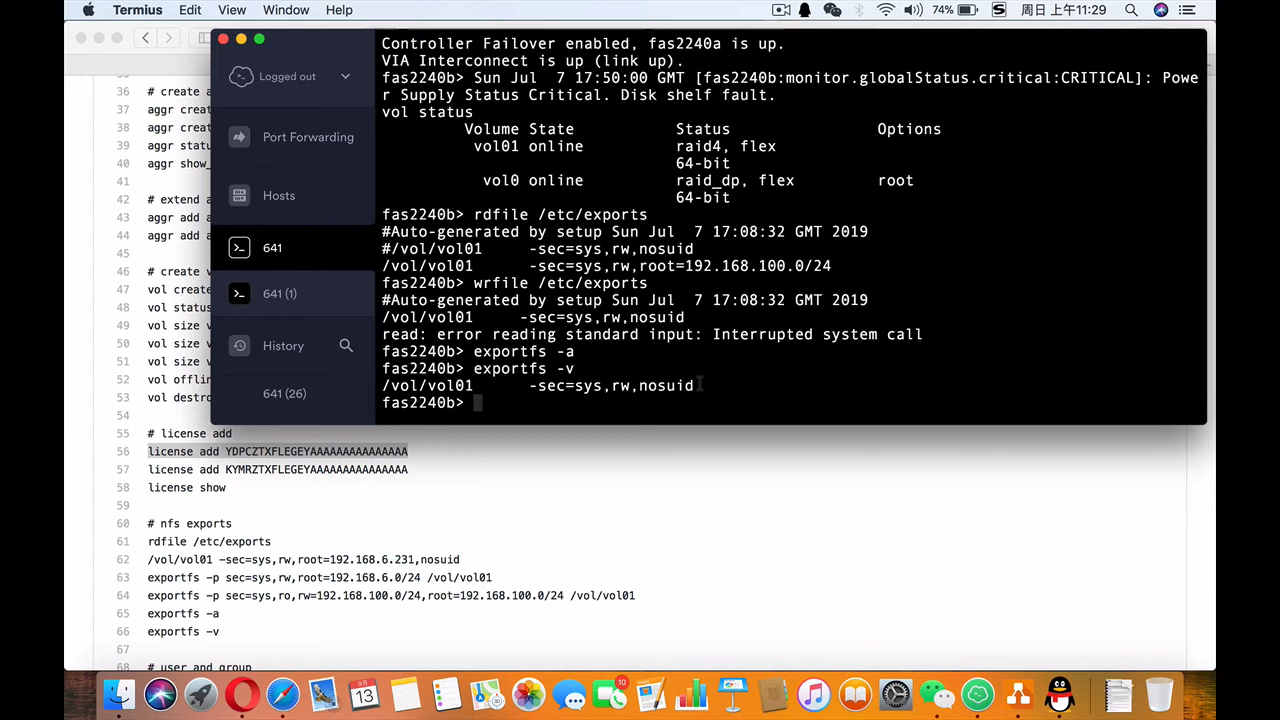 Termius Edit View Window Help
10
74% S 周日 上午11:29
Logged out
Port Forwarding
Hosts
641
641 (1)
History
641 (26)
Controller Failover enabled, fas2240a is up.
VIA Interconnect is up (link up).
fas2240b> Sun Jul  7 17:50:00 GMT [fas2240b:monitor.globalStatus.critical:CRITICAL]: Powe
r Supply Status Critical. Disk shelf fault.
vol status
Volume State Status Options
vol01 online raid4, flex
64-bit
vol0 online raid_dp, flex root
64-bit
fas2240b> rdfile /etc/exports
#Auto-generated by setup Sun Jul  7 17:08:32 GMT 2019
#/vol/vol01 -sec=sys,rw,nosuid
/vol/vol01 -sec=sys,rw,root=192.168.100.0/24
fas2240b> wrfile /etc/exports
#Auto-generated by setup Sun Jul  7 17:08:32 GMT 2019
/vol/vol01 -sec=sys,rw,nosuid
read: error reading standard input: Interrupted system call
fas2240b> exportfs -a
fas2240b> exportfs -v
/vol/vol01 -sec=sys,rw,nosuid
fas2240b>
36 # create a
37 aggr creat
38 aggr creat
39 aggr statu
40 aggr show_
41
42 # extend a
43 aggr add a
44 aggr add a
45
46 # create v
47 vol create
48 vol status
49 vol size v
50 vol size v
51 vol size v
52 vol offlin
53 vol destro
54
55 # license add
56 license add YDPCZTXFLEGEYAAAAAAAAAAAAAAA
57 license add KYMRZTXFLEGEYAAAAAAAAAAAAAAA
58 license show
59
60 # nfs exports
61 rdfile /etc/exports
62 /vol/vol01 -sec=sys,rw,root=192.168.6.231,nosuid
63 exportfs -p sec=sys,rw,root=192.168.6.0/24 /vol/vol01
64 exportfs -p sec=sys,ro,rw=192.168.100.0/24,root=192.168.100.0/24 /vol/vol01
65 exportfs -a
66 exportfs -v
67
68 # user and group
9月
13